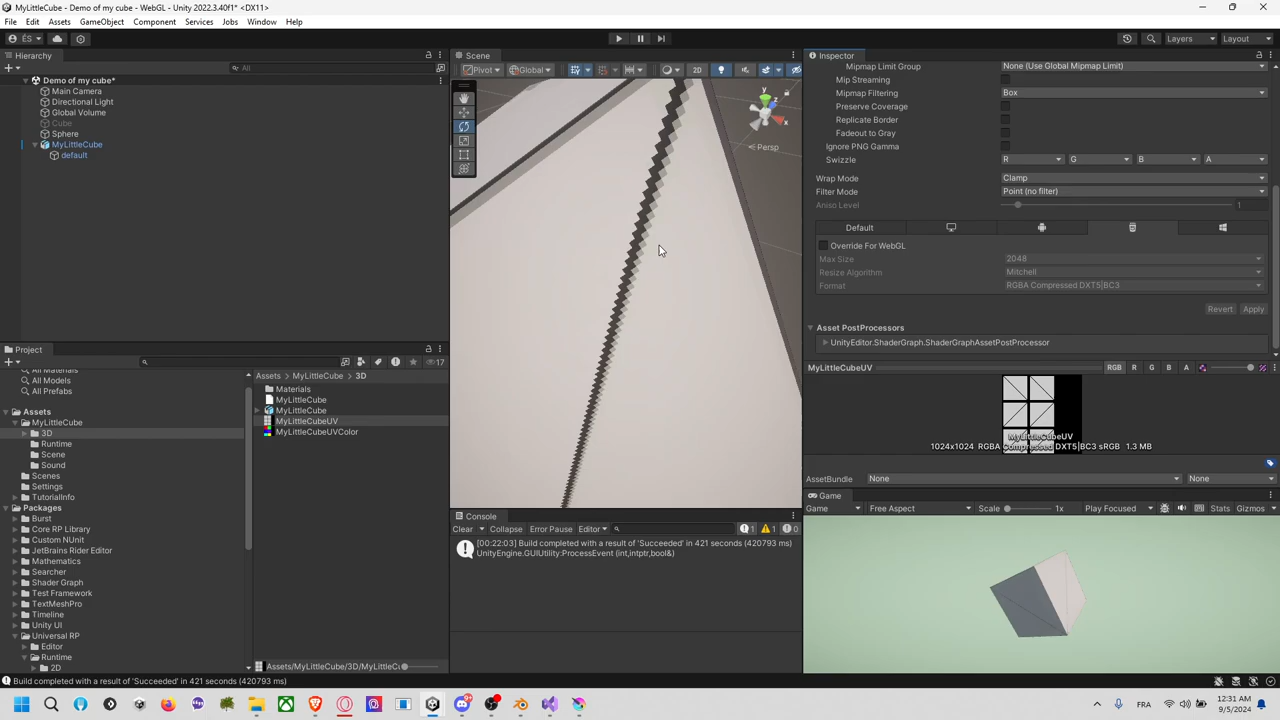 MyLittleCube - Demo of my cube - WebGL - Unity 2022.3.40f1* <DX11>
File Edit Assets GameObject Component Services Jobs Window Help
ÉS
Layers Layout
Hierarchy
All
Demo of my cube*
Main Camera
Directional Light
Global Volume
Cube
Sphere
MyLittleCube
default
Scene
Pivot Global 2D
Persp
Inspector
Mipmap Limit Group None (Use Global Mipmap Limit)
Mip Streaming
Mipmap Filtering Box
Preserve Coverage
Replicate Border
Fadeout to Gray
Ignore PNG Gamma
Swizzle R G B A
Wrap Mode Clamp
Filter Mode Point (no filter)
Aniso Level 1
Default
Override For WebGL
Max Size 2048
Resize Algorithm Mitchell
Format RGBA Compressed DXT5|BC3
Revert Apply
Asset PostProcessors
UnityEditor.ShaderGraph.ShaderGraphAssetPostProcessor
MyLittleCubeUV RGB R G B A
MyLittleCubeUV
1024x1024 RGBA Compressed DXT5|BC3 sRGB 1.3 MB
AssetBundle None None
Project
17
All Models
All Prefabs
Assets
MyLittleCube
3D
Runtime
Scene
Sound
Scenes
Settings
TutorialInfo
Packages
Burst
Core RP Library
Custom NUnit
JetBrains Rider Editor
Mathematics
Searcher
Shader Graph
Test Framework
TextMeshPro
Timeline
Unity UI
Universal RP
Editor
Runtime
2D
Assets > MyLittleCube > 3D
Materials
MyLittleCube
MyLittleCube
MyLittleCubeUV
MyLittleCubeUVColor
Assets/MyLittleCube/3D/MyLittleCu
Console
Clear Collapse Error Pause Editor 1 1 0
[00:22:03] Build completed with a result of 'Succeeded' in 421 seconds (420793 ms)
UnityEngine.GUIUtility:ProcessEvent (int,intptr,bool&)
Game
Game Free Aspect Scale 1x Play Focused Stats Gizmos
Build completed with a result of 'Succeeded' in 421 seconds (420793 ms)
FRA
12:31 AM
9/5/2024